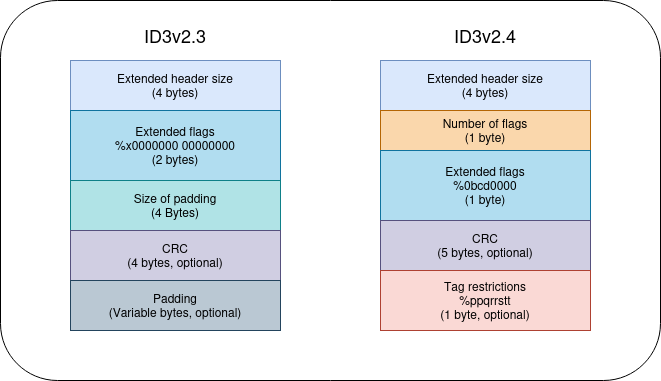 ID3v2.3
Extended header size
(4 bytes)
Extended flags
%x0000000 00000000
(2 bytes)
Size of padding
(4 Bytes)
CRC
(4 bytes, optional)
Padding
(Variable bytes, optional)
ID3v2.4
Extended header size
(4 bytes)
Number of flags
(1 byte)
Extended flags
%0bcd0000
(1 byte)
CRC
(5 bytes, optional)
Tag restrictions
%ppqrrstt
(1 byte, optional)